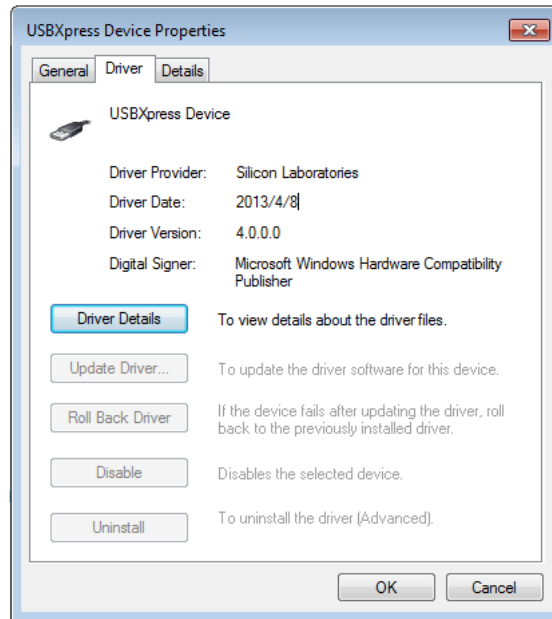 USBXpress Device Properties
General Driver Details
USBXpress Device
Driver Provider: Silicon Laboratories
Driver Date: 2013/4/8
Driver Version: 4.0.0.0
Digital Signer: Microsoft Windows Hardware Compatibility
Publisher
Driver Details To view details about the driver files.
Update Driver... To update the driver software for this device.
Roll Back Driver If the device fails after updating the driver, roll
back to the previously installed driver.
Disable Disables the selected device.
Uninstall To uninstall the driver (Advanced).
OK Cancel